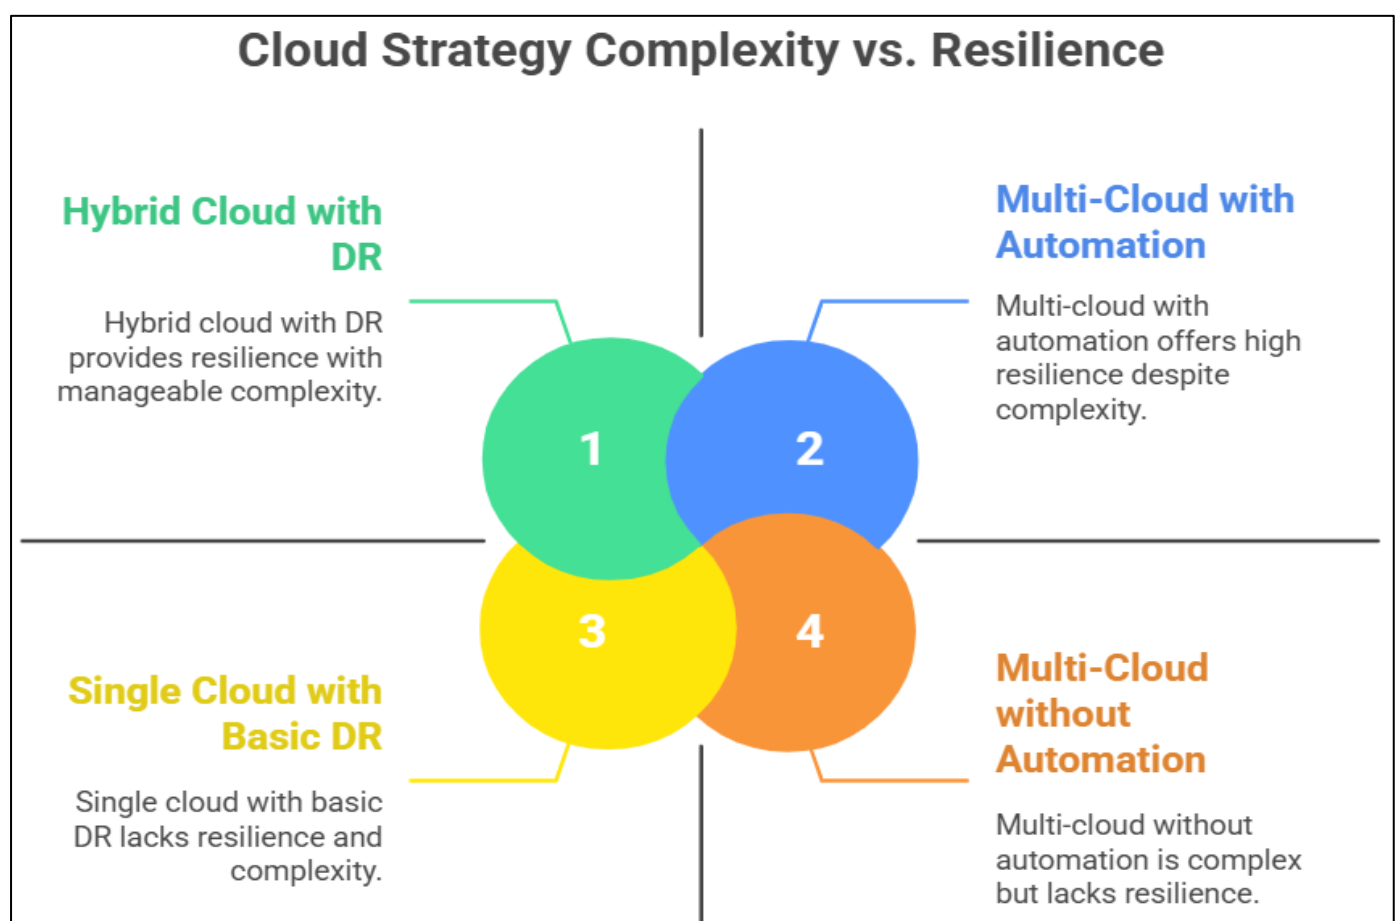 Cloud Strategy Complexity vs. Resilience
Hybrid Cloud with
DR
Hybrid cloud with DR
provides resilience with
manageable complexity.
Multi-Cloud with
Automation
Multi-cloud with
automation offers high
resilience despite
complexity.
1
2
3
4
Single Cloud with
Basic DR
Single cloud with basic
DR lacks resilience and
complexity.
Multi-Cloud
without
Automation
Multi-cloud without
automation is complex
but lacks resilience.